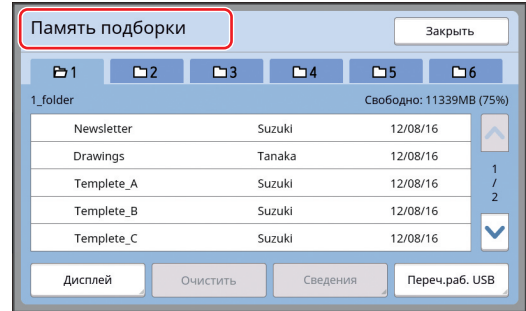 Память подборки
Закрыть
1 2 3 4 5 6
1_folder Свободно: 11339MB (75%)
Newsletter Suzuki 12/08/16
Drawings Tanaka 12/08/16
Templete_A Suzuki 12/08/16
Templete_B Suzuki 12/08/16
Templete_C Suzuki 12/08/16
1
/
2
Дисплей Очистить Сведения Переч.раб. USB